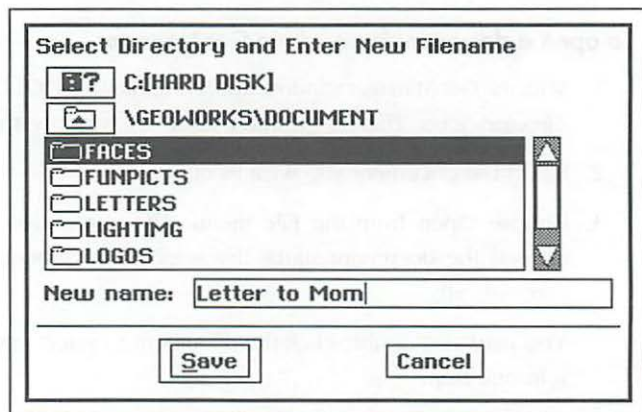 Select Directory and Enter New Filename
? C:[HARD DISK]
\GEOWORKS\DOCUMENT
FACES
FUNPICTS
LETTERS
LIGHTIMG
LOGOS
New name: Letter to Mom
Save Cancel